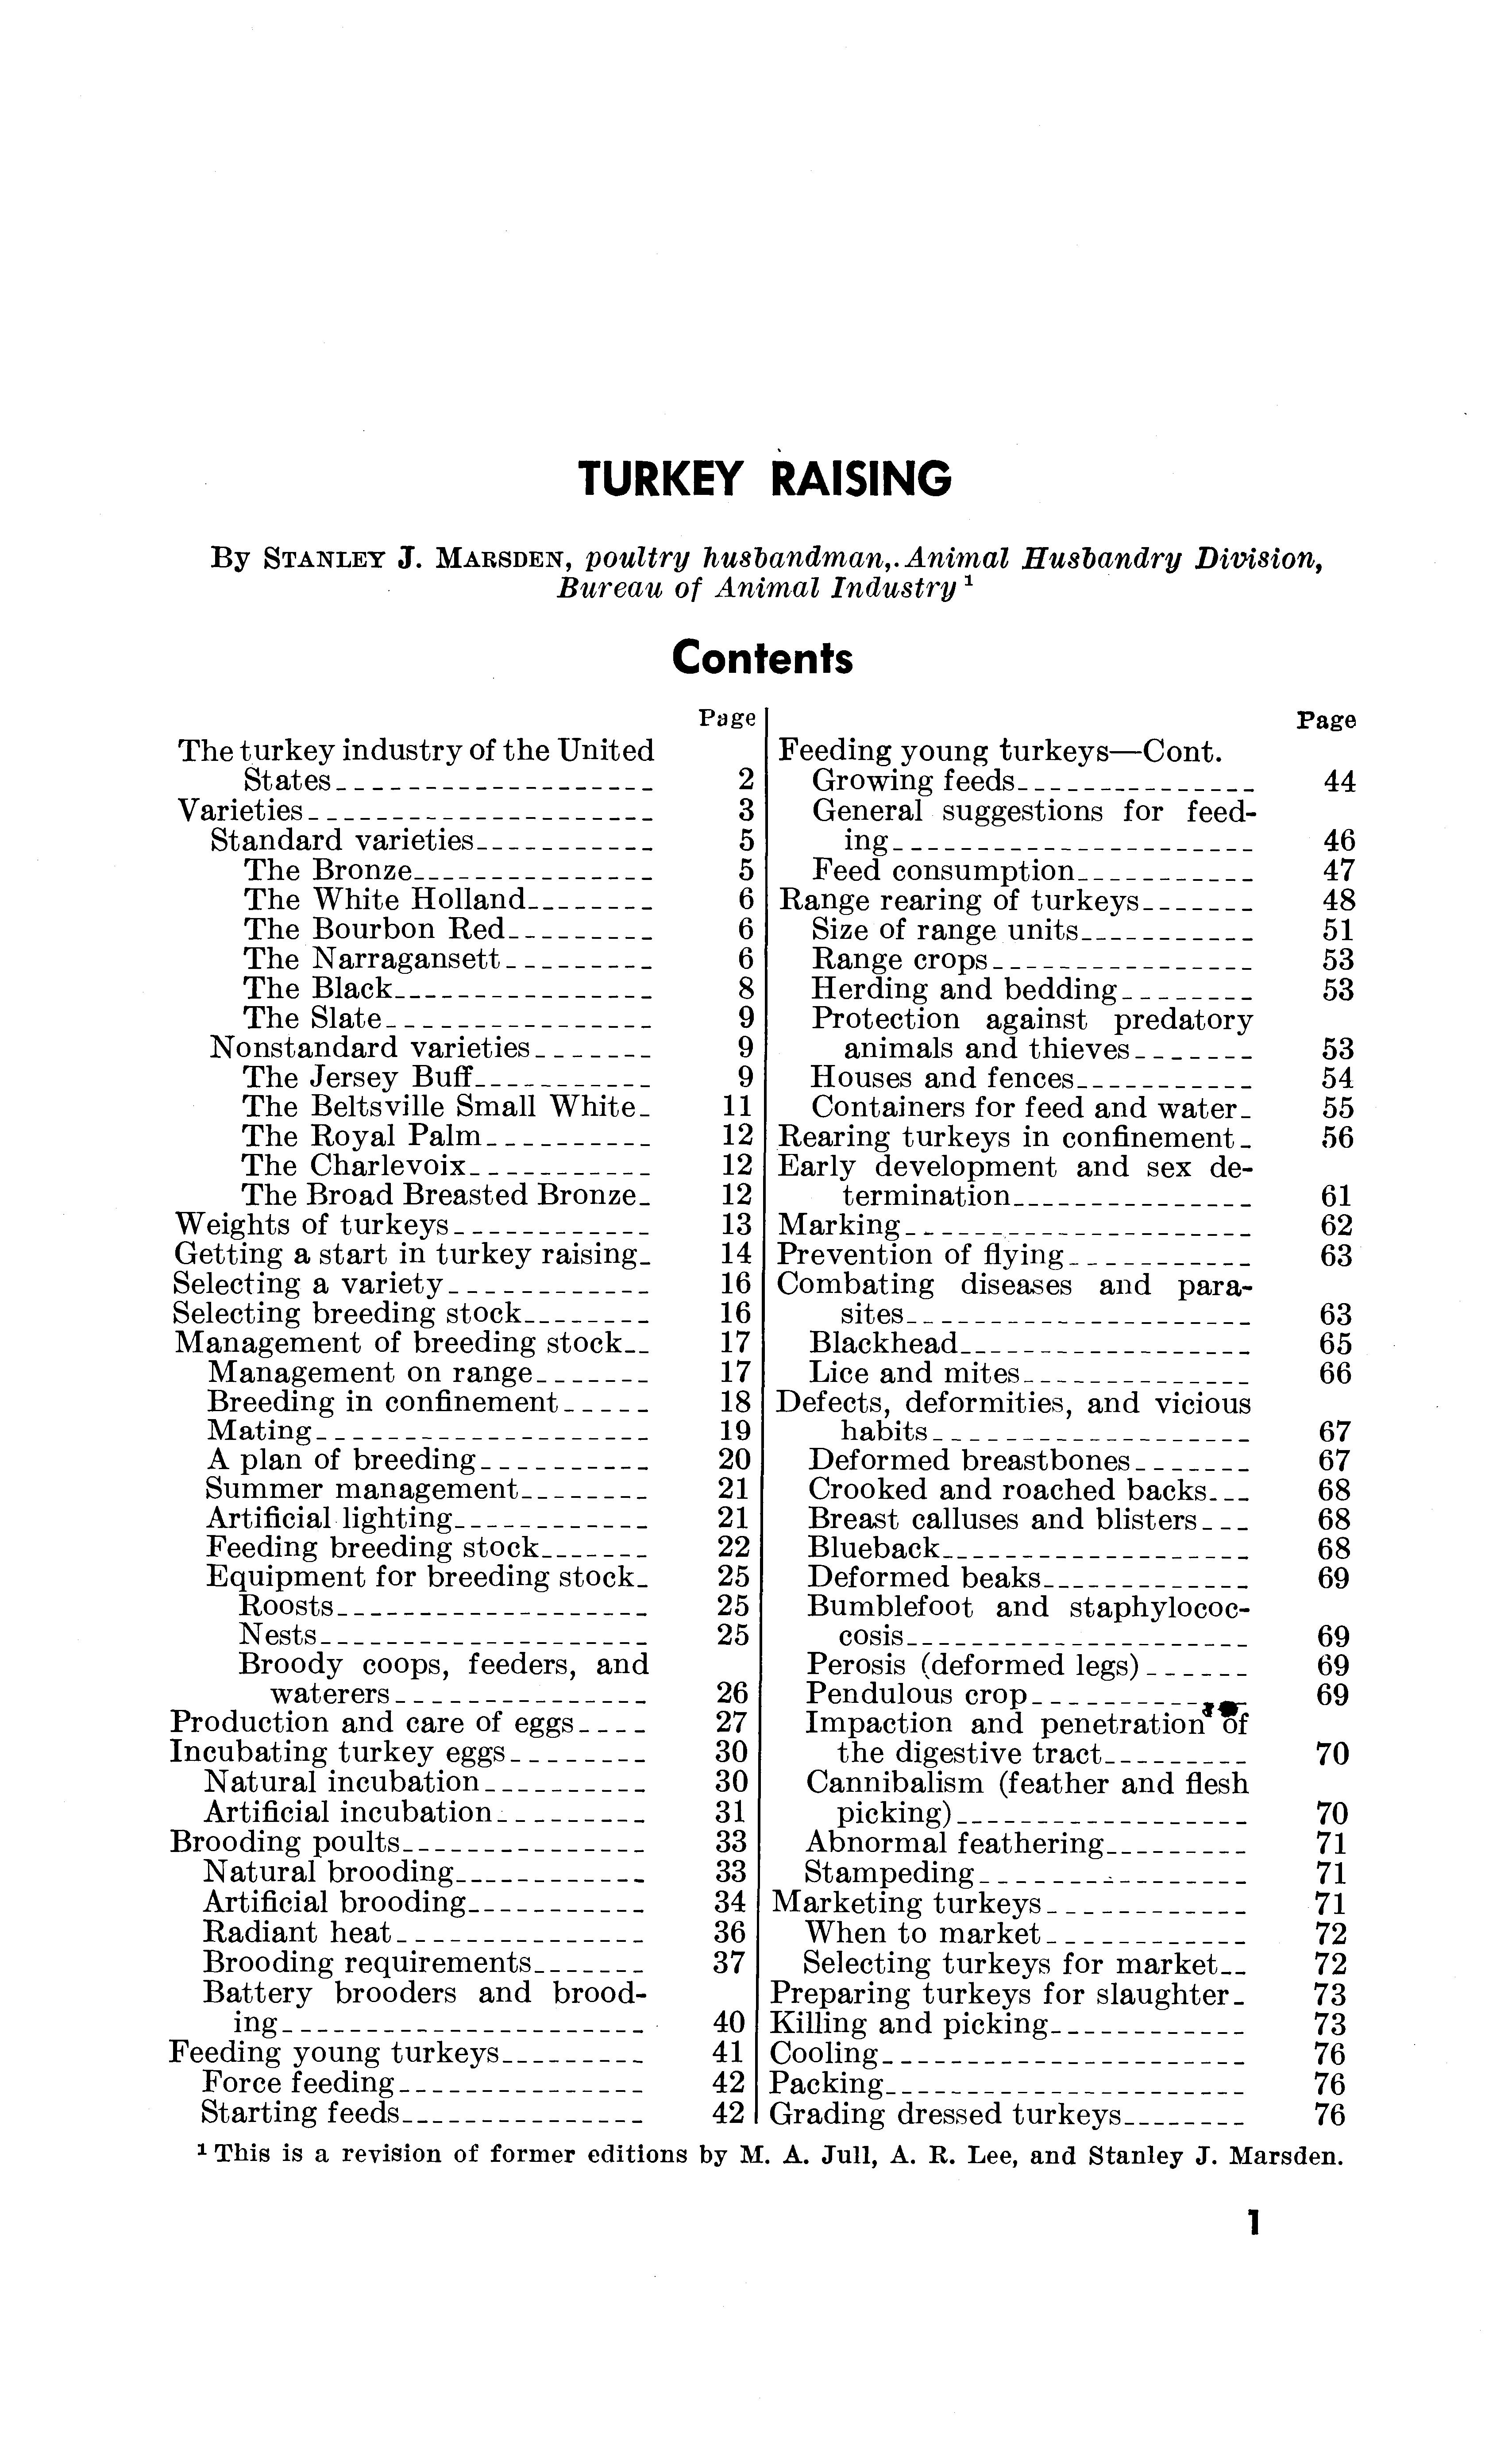 TURKEY RAISING
By STANLEY J. MARSDEN, poultry husbandman, Animal Husbandry Division,
Bureau of Animal Industry 1
Contents
Page
The turkey industry of the United
States 2
Varieties 3
Standard varieties 5
The Bronze 5
The White Holland 6
The Bourbon Red 6
The Narragansett 6
The Black 8
The Slate 9
Nonstandard varieties 9
The Jersey Buff 9
The Beltsville Small White 11
The Royal Palm 12
The Charlevoix 12
The Broad Breasted Bronze 12
Weights of turkeys 13
Getting a start in turkey raising 14
Selecting a variety 16
Selecting breeding stock 16
Management of breeding stock 17
Management on range 17
Breeding in confinement 18
Mating 19
A plan of breeding 20
Summer management 21
Artificial lighting 21
Feeding breeding stock 22
Equipment for breeding stock 25
Roosts 25
Nests 25
Broody coops, feeders, and
waterers 26
Production and care of eggs 27
Incubating turkey eggs 30
Natural incubation 30
Artificial incubation 31
Brooding poults 33
Natural brooding 33
Artificial brooding 34
Radiant heat 36
Brooding requirements 37
Battery brooders and brood-
ing 40
Feeding young turkeys 41
Force feeding 42
Starting feeds 42
Page
Feeding young turkeys—Cont.
Growing feeds 44
General suggestions for feed-
ing 46
Feed consumption 47
Range rearing of turkeys 48
Size of range units 51
Range crops 53
Herding and bedding 53
Protection against predatory
animals and thieves 53
Houses and fences 54
Containers for feed and water 55
Rearing turkeys in confinement 56
Early development and sex de-
termination 61
Marking 62
Prevention of flying 63
Combating diseases and para-
sites 63
Blackhead 65
Lice and mites 66
Defects, deformities, and vicious
habits 67
Deformed breastbones 67
Crooked and roached backs 68
Breast calluses and blisters 68
Blueback 68
Deformed beaks 69
Bumblefoot and staphylococ-
cosis 69
Perosis (deformed legs) 69
Pendulous crop 69
Impaction and penetration of
the digestive tract 70
Cannibalism (feather and flesh
picking) 70
Abnormal feathering 71
Stampeding 71
Marketing turkeys 71
When to market 72
Selecting turkeys for market 72
Preparing turkeys for slaughter 73
Killing and picking 73
Cooling 76
Packing 76
Grading dressed turkeys 76
1 This is a revision of former editions by M. A. Jull, A. R. Lee, and Stanley J. Marsden.
1